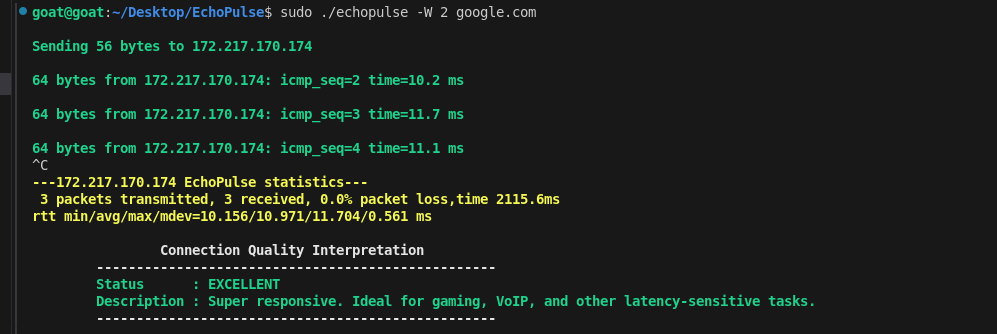 goat@goat:~/Desktop/EchoPulse$ sudo ./echopulse -W 2 google.com
Sending 56 bytes to 172.217.170.174
64 bytes from 172.217.170.174: icmp_seq=2 time=10.2 ms
64 bytes from 172.217.170.174: icmp_seq=3 time=11.7 ms
64 bytes from 172.217.170.174: icmp_seq=4 time=11.1 ms
^C
---172.217.170.174 EchoPulse statistics---
3 packets transmitted, 3 received, 0.0% packet loss,time 2115.6ms
rtt min/avg/max/mdev=10.156/10.971/11.704/0.561 ms
Connection Quality Interpretation
--------------------------------------------------
Status      : EXCELLENT
Description : Super responsive. Ideal for gaming, VoIP, and other latency-sensitive tasks.
--------------------------------------------------